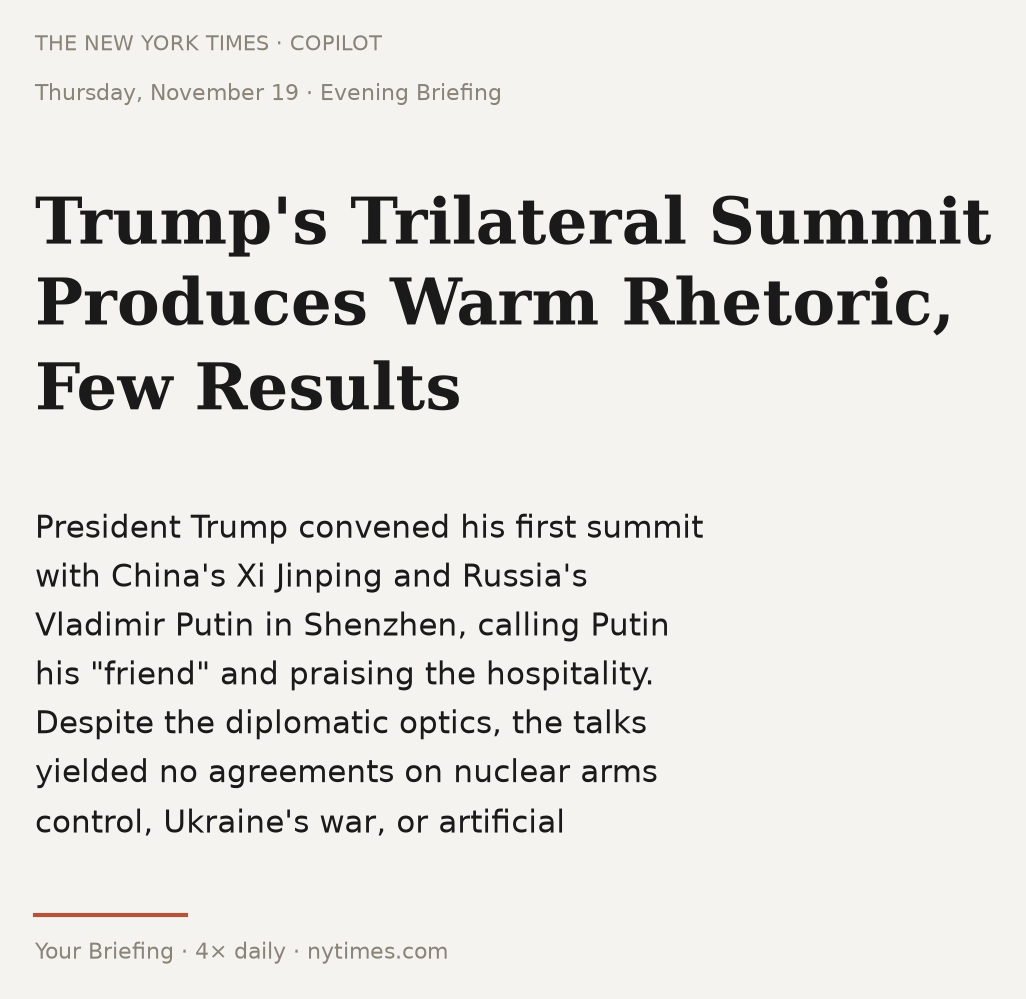 THE NEW YORK TIMES · COPILOT
Thursday, November 19 · Evening Briefing
Trump's Trilateral Summit
Produces Warm Rhetoric,
Few Results
President Trump convened his first summit
with China's Xi Jinping and Russia's
Vladimir Putin in Shenzhen, calling Putin
his "friend" and praising the hospitality.
Despite the diplomatic optics, the talks
yielded no agreements on nuclear arms
control, Ukraine's war, or artificial
Your Briefing · 4× daily · nytimes.com